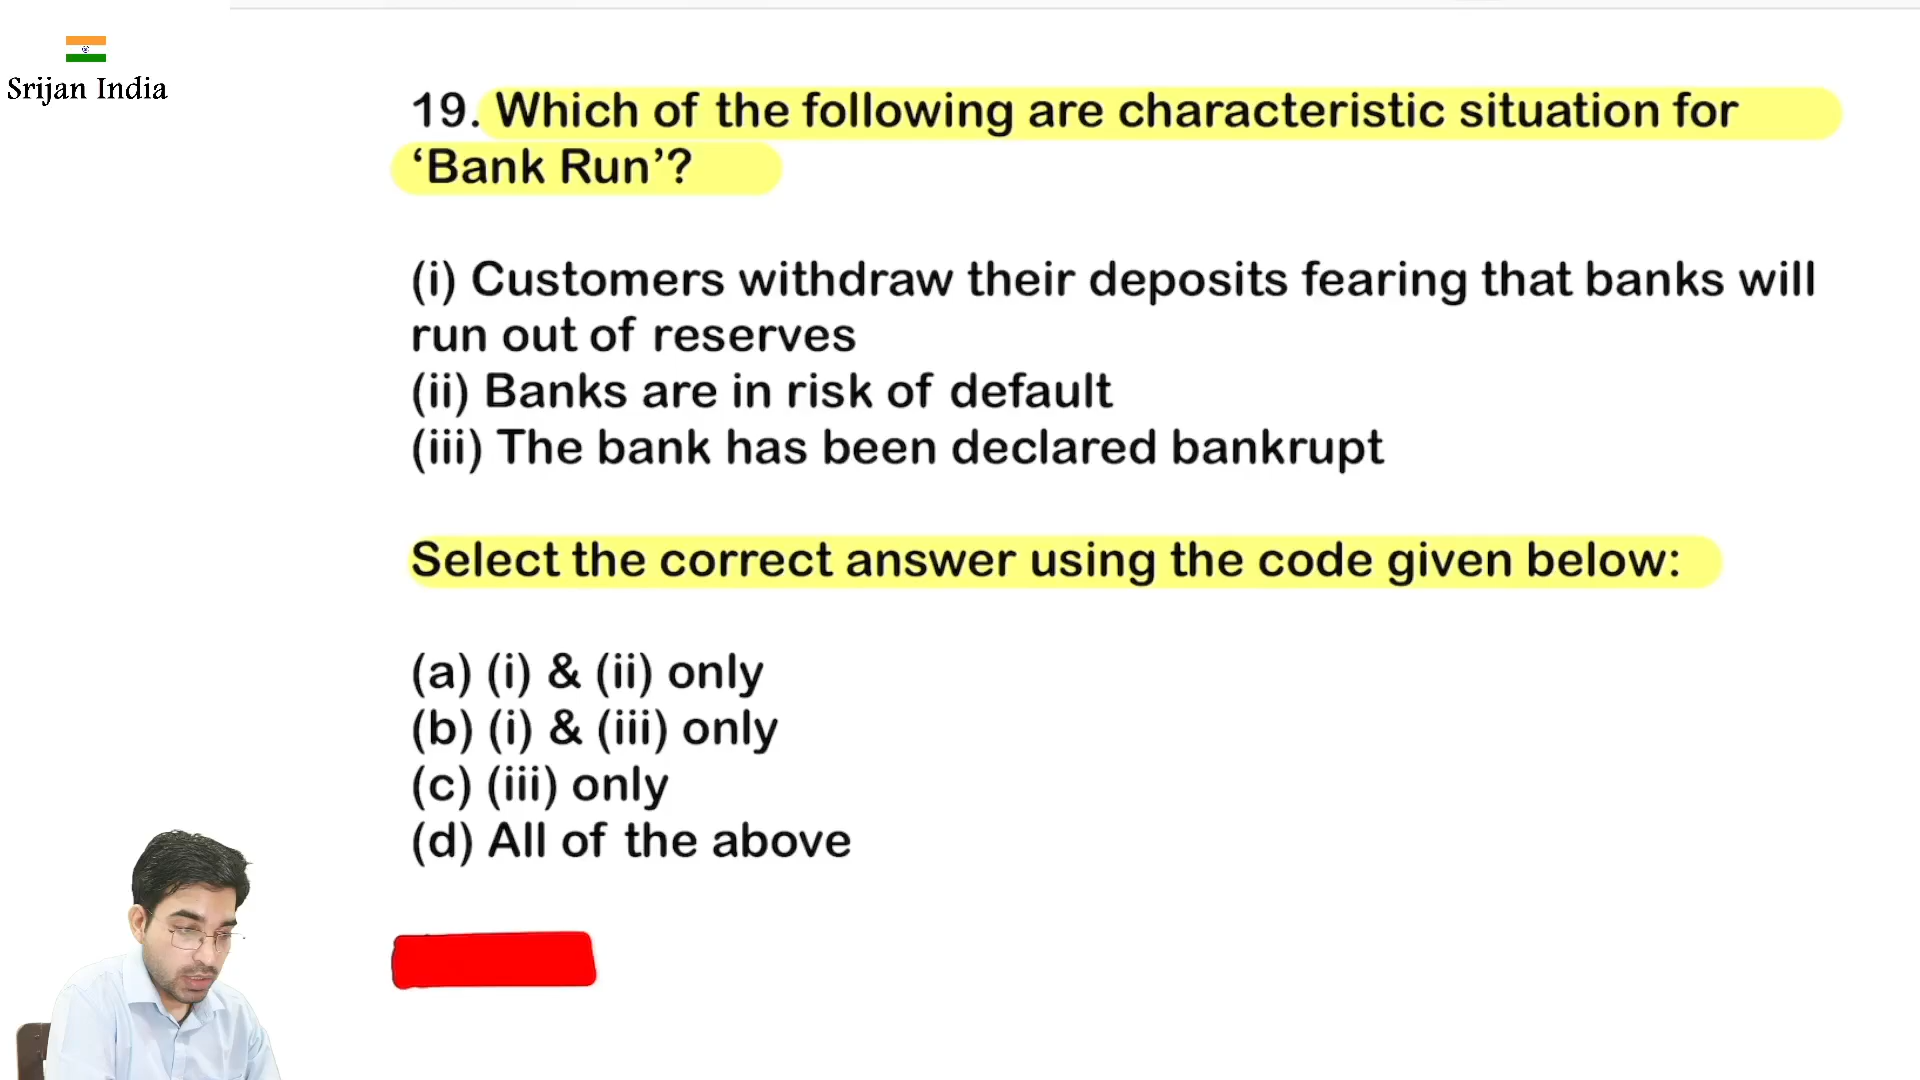 Srijan India
19. Which of the following are characteristic situation for
‘Bank Run’?
(i) Customers withdraw their deposits fearing that banks will
run out of reserves
(ii) Banks are in risk of default
(iii) The bank has been declared bankrupt
Select the correct answer using the code given below:
(a) (i) & (ii) only
(b) (i) & (iii) only
(c) (iii) only
(d) All of the above